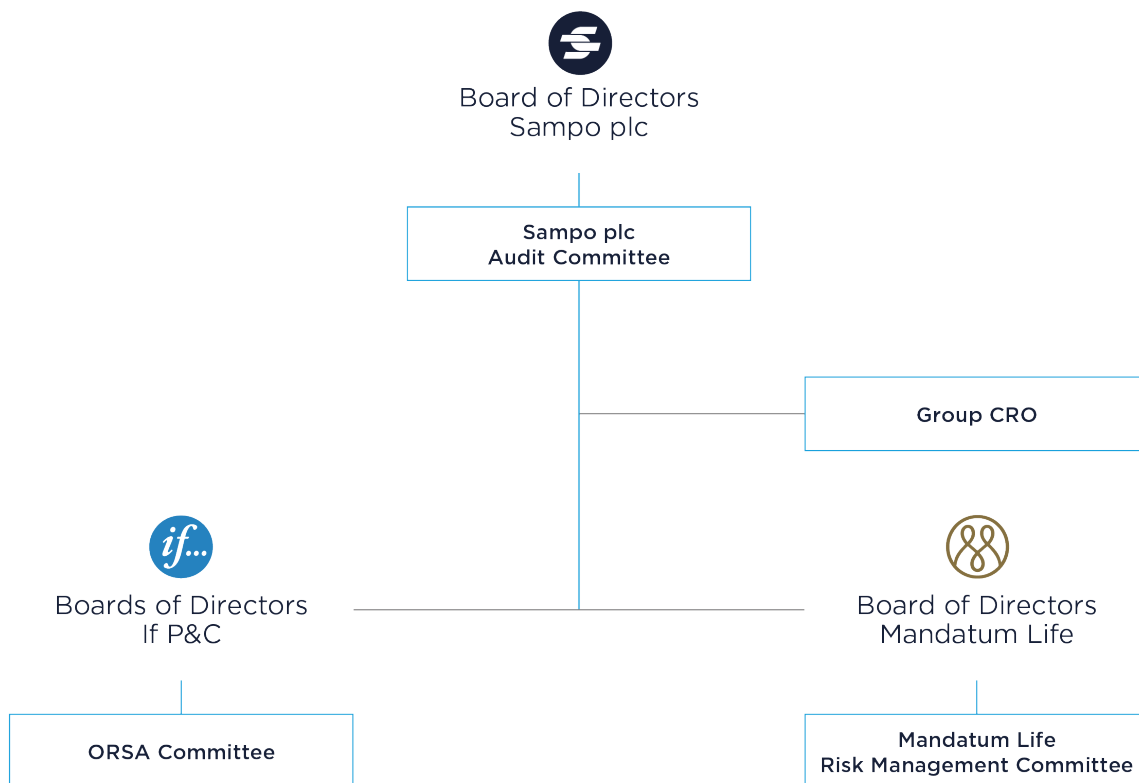 Board of Directors
Sampo plc
Sampo plc
Audit Committee
Group CRO
if...
Boards of Directors
If P&C
Board of Directors
Mandatum Life
ORSA Committee
Mandatum Life
Risk Management Committee